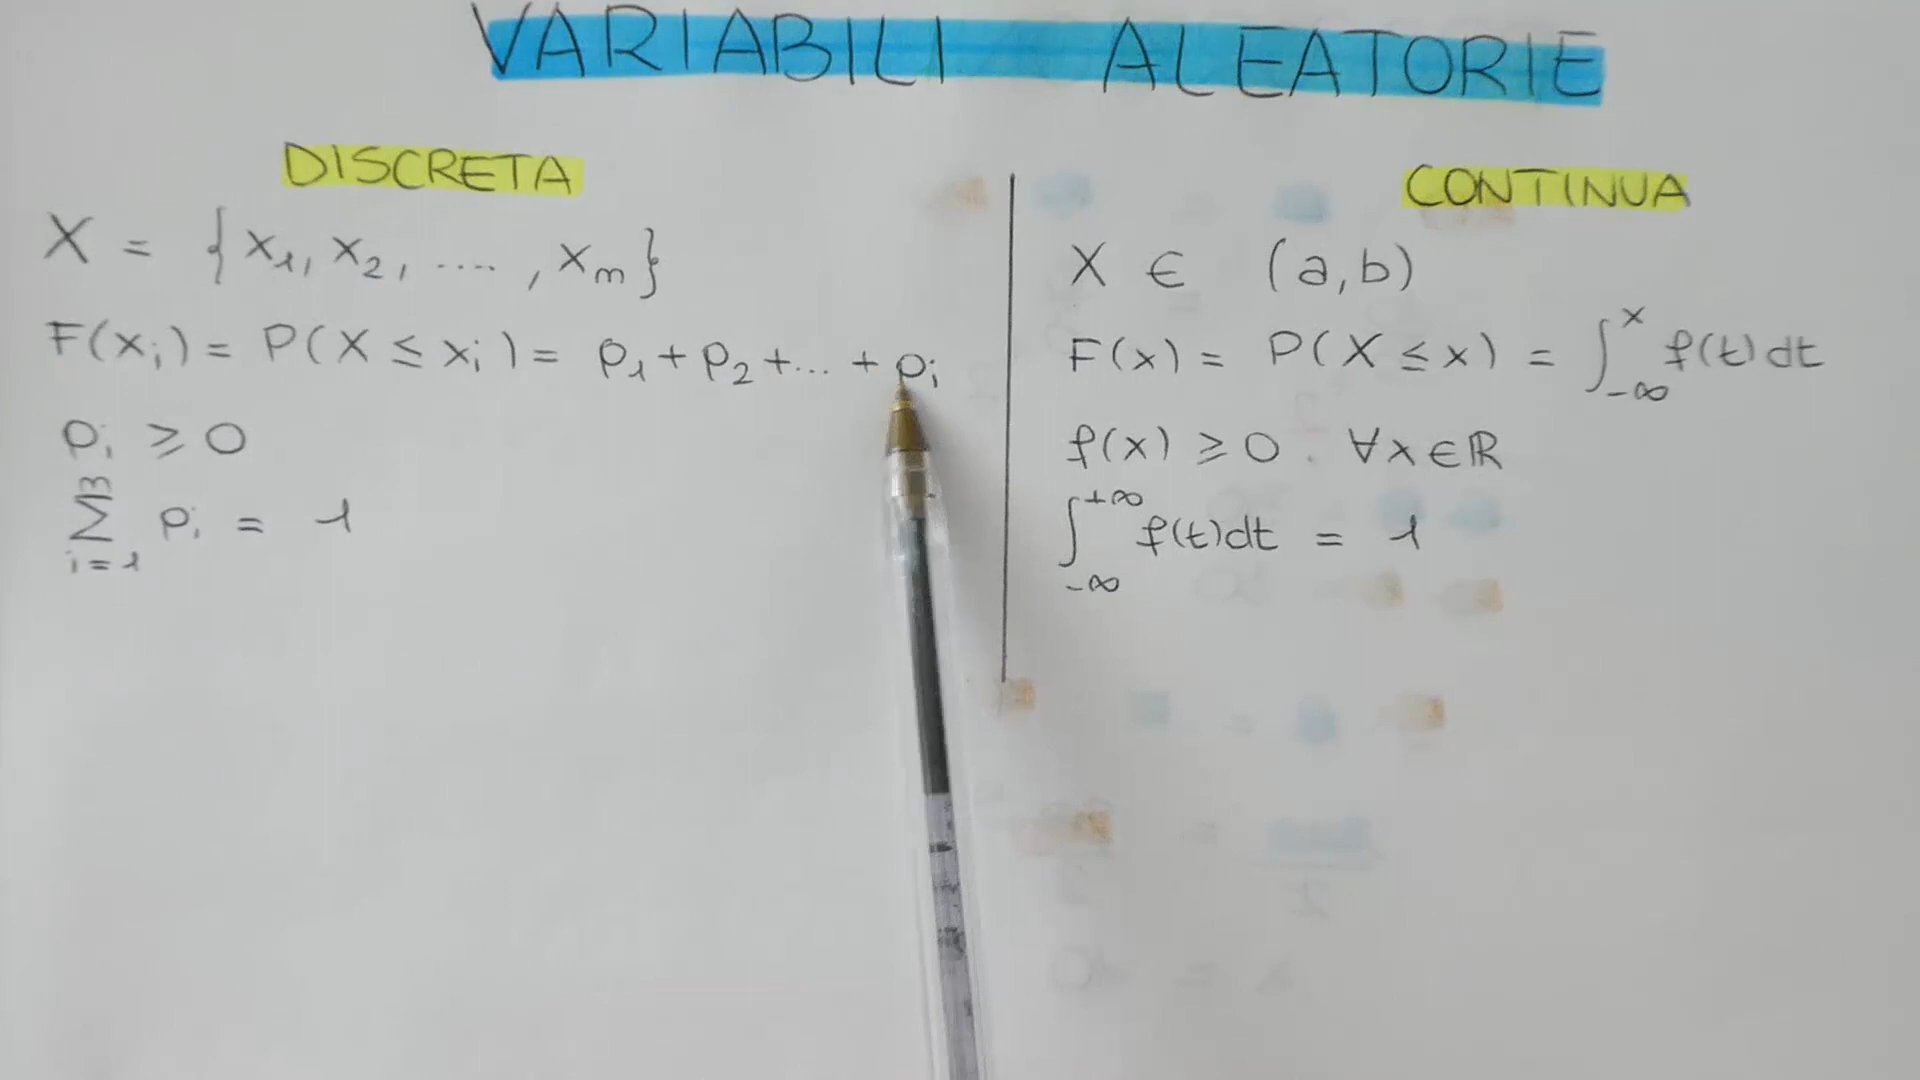 VARIABILI ALEATORIE
DISCRETA
X = {x₁, x₂, ...., xₘ}
F(xᵢ) = P(X ≤ xᵢ) = p₁ + p₂ + ... + pᵢ
pᵢ ≥ 0
∑ᵢ₌₁ᵐ pᵢ = 1
CONTINUA
X ∈ (a,b)
F(x) = P(X ≤ x) = ∫₋∞ˣ f(t)dt
f(x) ≥ 0 . ∀x∈ℝ
∫₋∞⁺∞ f(t)dt = 1